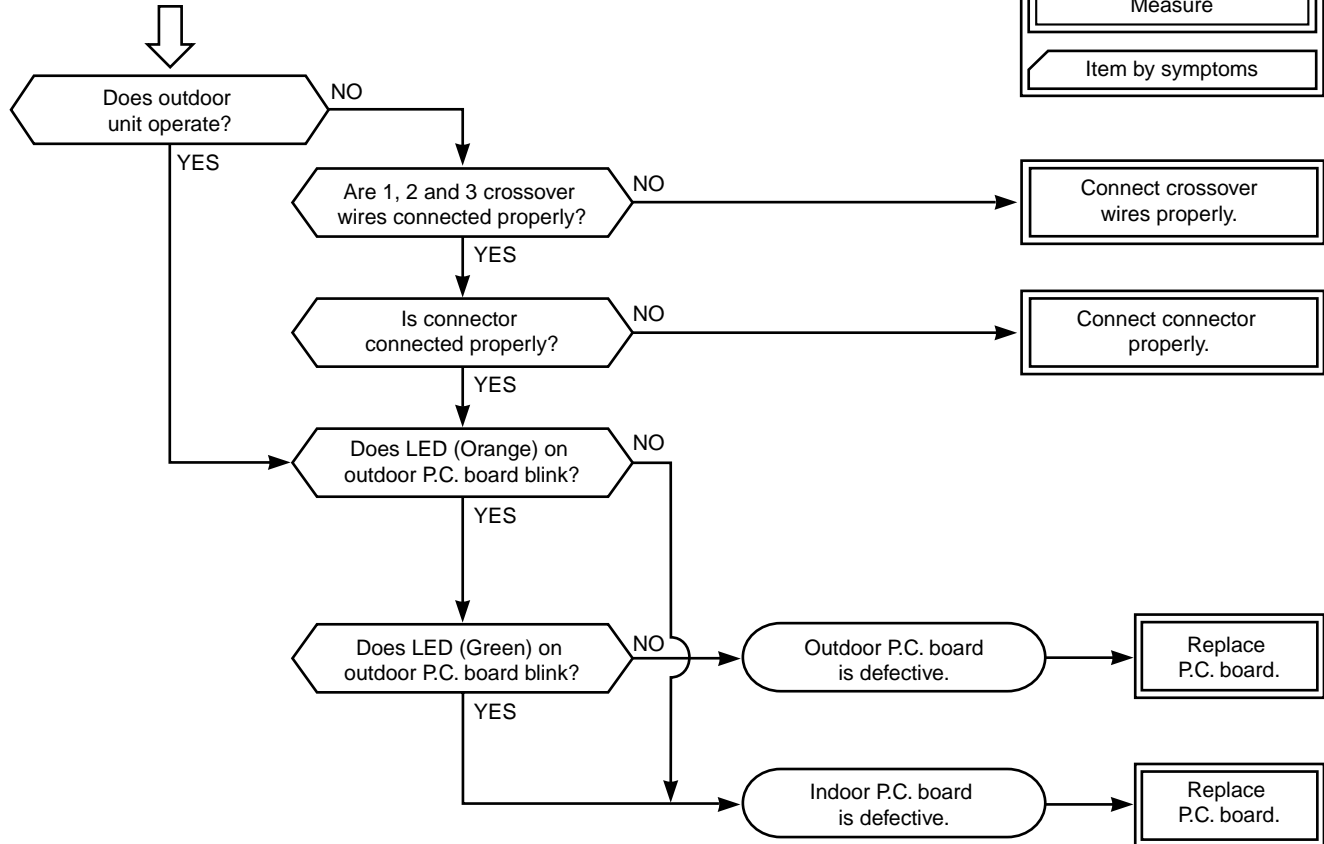 Measure
Item by symptoms
Does outdoor
unit operate?
NO
YES
Are 1, 2 and 3 crossover
wires connected properly?
NO
YES
Connect crossover
wires properly.
Is connector
connected properly?
NO
YES
Connect connector
properly.
Does LED (Orange) on
outdoor P.C. board blink?
NO
YES
Does LED (Green) on
outdoor P.C. board blink?
NO
YES
Outdoor P.C. board
is defective.
Replace
P.C. board.
Indoor P.C. board
is defective.
Replace
P.C. board.